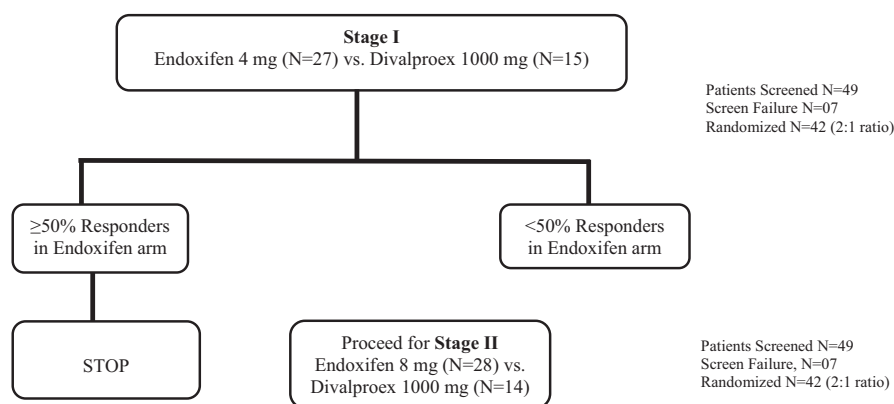 Stage I
Endoxifen 4 mg (N=27) vs. Divalproex 1000 mg (N=15)
Patients Screened N=49
Screen Failure N=07
Randomized N=42 (2:1 ratio)
≥50% Responders
in Endoxifen arm
<50% Responders
in Endoxifen arm
STOP
Proceed for Stage II
Endoxifen 8 mg (N=28) vs.
Divalproex 1000 mg (N=14)
Patients Screened N=49
Screen Failure, N=07
Randomized N=42 (2:1 ratio)